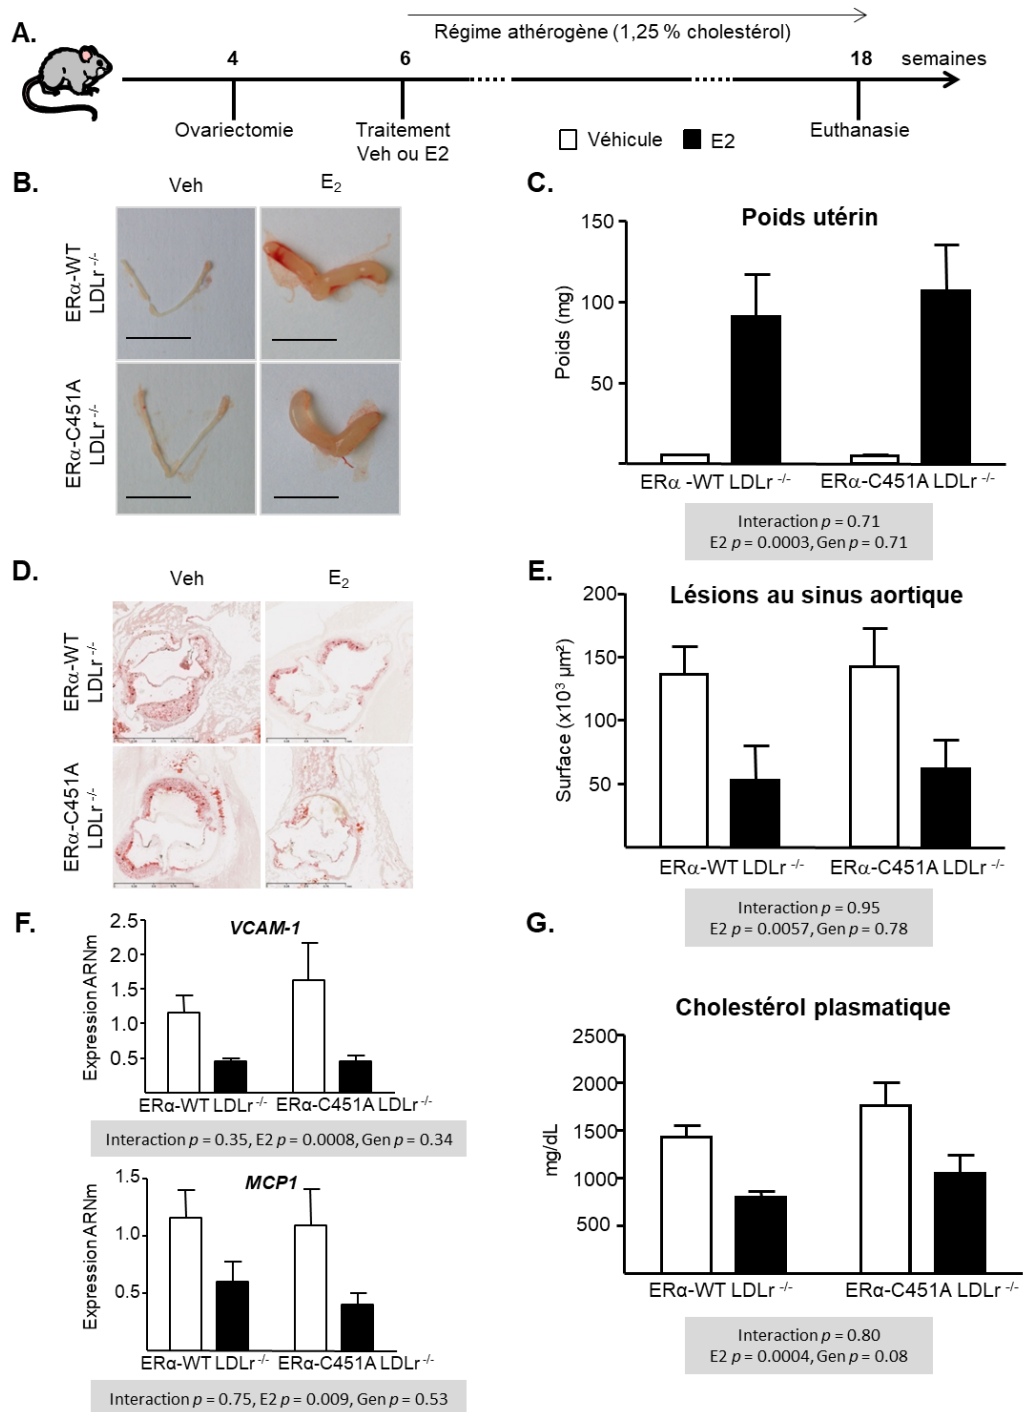 A.
Régime athérogène (1,25 % cholestérol)
4
6
18
semaines
Ovariectomie
Traitement
Veh ou E2
Euthanasie
Véhicule
E2
B.
Veh
E₂
ERα-WT
LDLr -/-
ERα-C451A
LDLr -/-
C.
Poids utérin
Poids (mg)
150
100
50
ERα -WT LDLr -/-
ERα-C451A LDLr -/-
Interaction p = 0.71
E2 p = 0.0003, Gen p = 0.71
D.
Veh
E₂
ERα-WT
LDLr -/-
ERα-C451A
LDLr -/-
E.
Lésions au sinus aortique
Surface (x10³ µm²)
200
150
100
50
ERα-WT LDLr -/-
ERα-C451A LDLr -/-
Interaction p = 0.95
E2 p = 0.0057, Gen p = 0.78
F.
VCAM-1
Expression ARNm
2.5
2.0
1.5
1.0
0.5
ERα-WT LDLr -/-
ERα-C451A LDLr -/-
Interaction p = 0.35, E2 p = 0.0008, Gen p = 0.34
MCP1
Expression ARNm
1.5
1.0
0.5
ERα-WT LDLr -/-
ERα-C451A LDLr -/-
Interaction p = 0.75, E2 p = 0.009, Gen p = 0.53
G.
Cholestérol plasmatique
mg/dL
2500
2000
1500
1000
500
ERα-WT LDLr -/-
ERα-C451A LDLr -/-
Interaction p = 0.80
E2 p = 0.0004, Gen p = 0.08